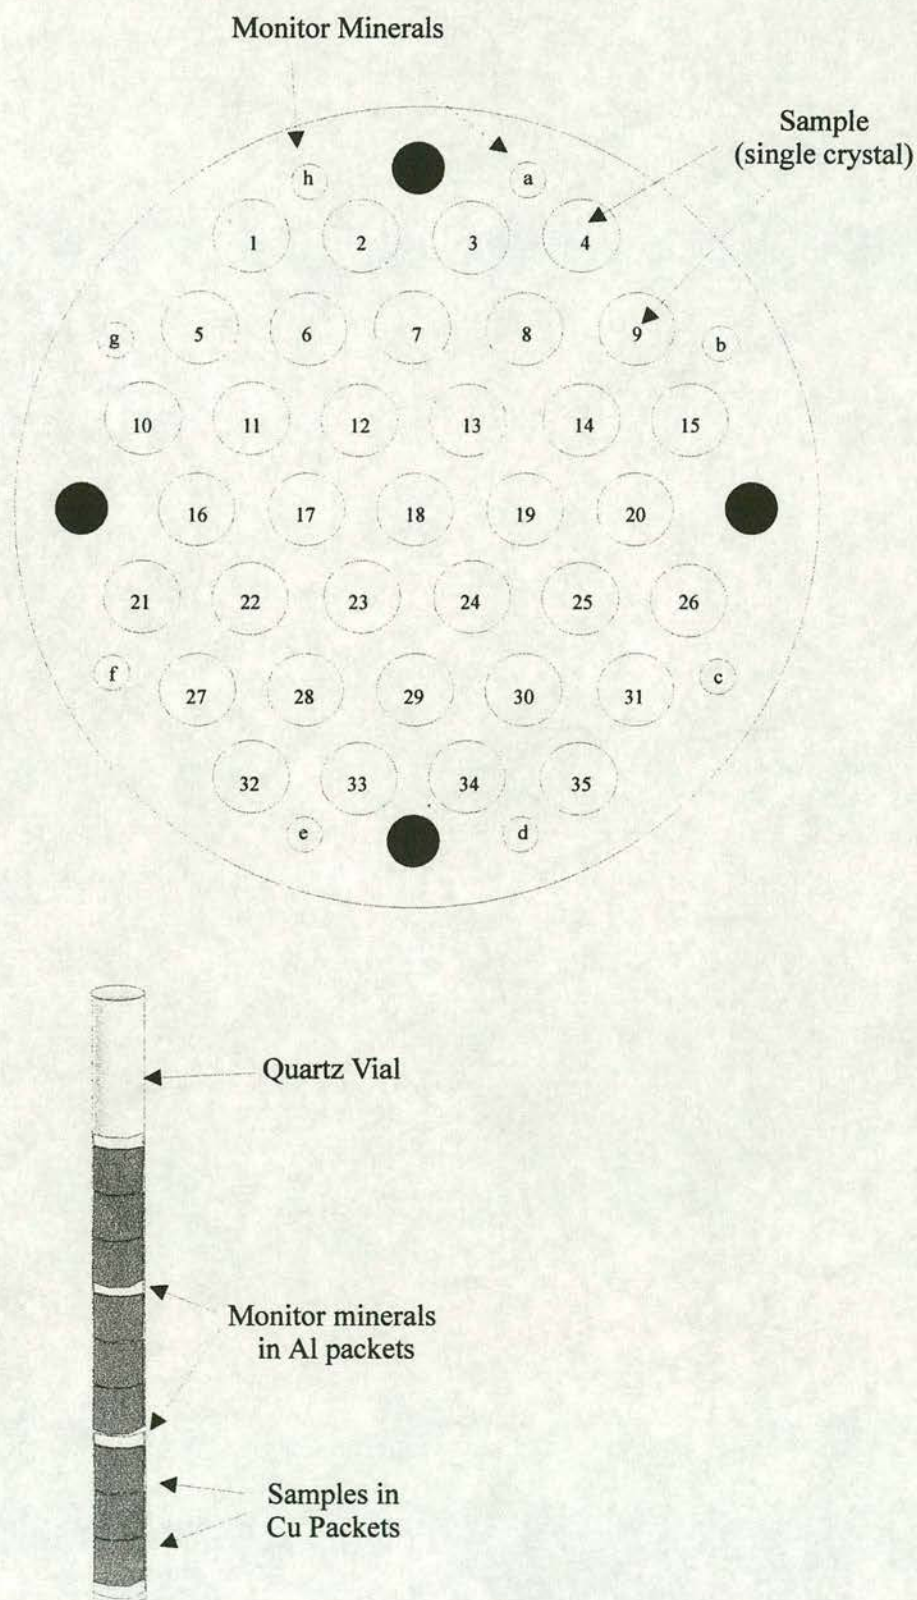 Monitor Minerals
Sample
(single crystal)
h
a
1 2 3 4
g
5 6 7 8 9
b
10 11 12 13 14 15
16 17 18 19 20
21 22 23 24 25 26
f
27 28 29 30 31
c
32 33 34 35
e
d
Quartz Vial
Monitor minerals
in Al packets
Samples in
Cu Packets